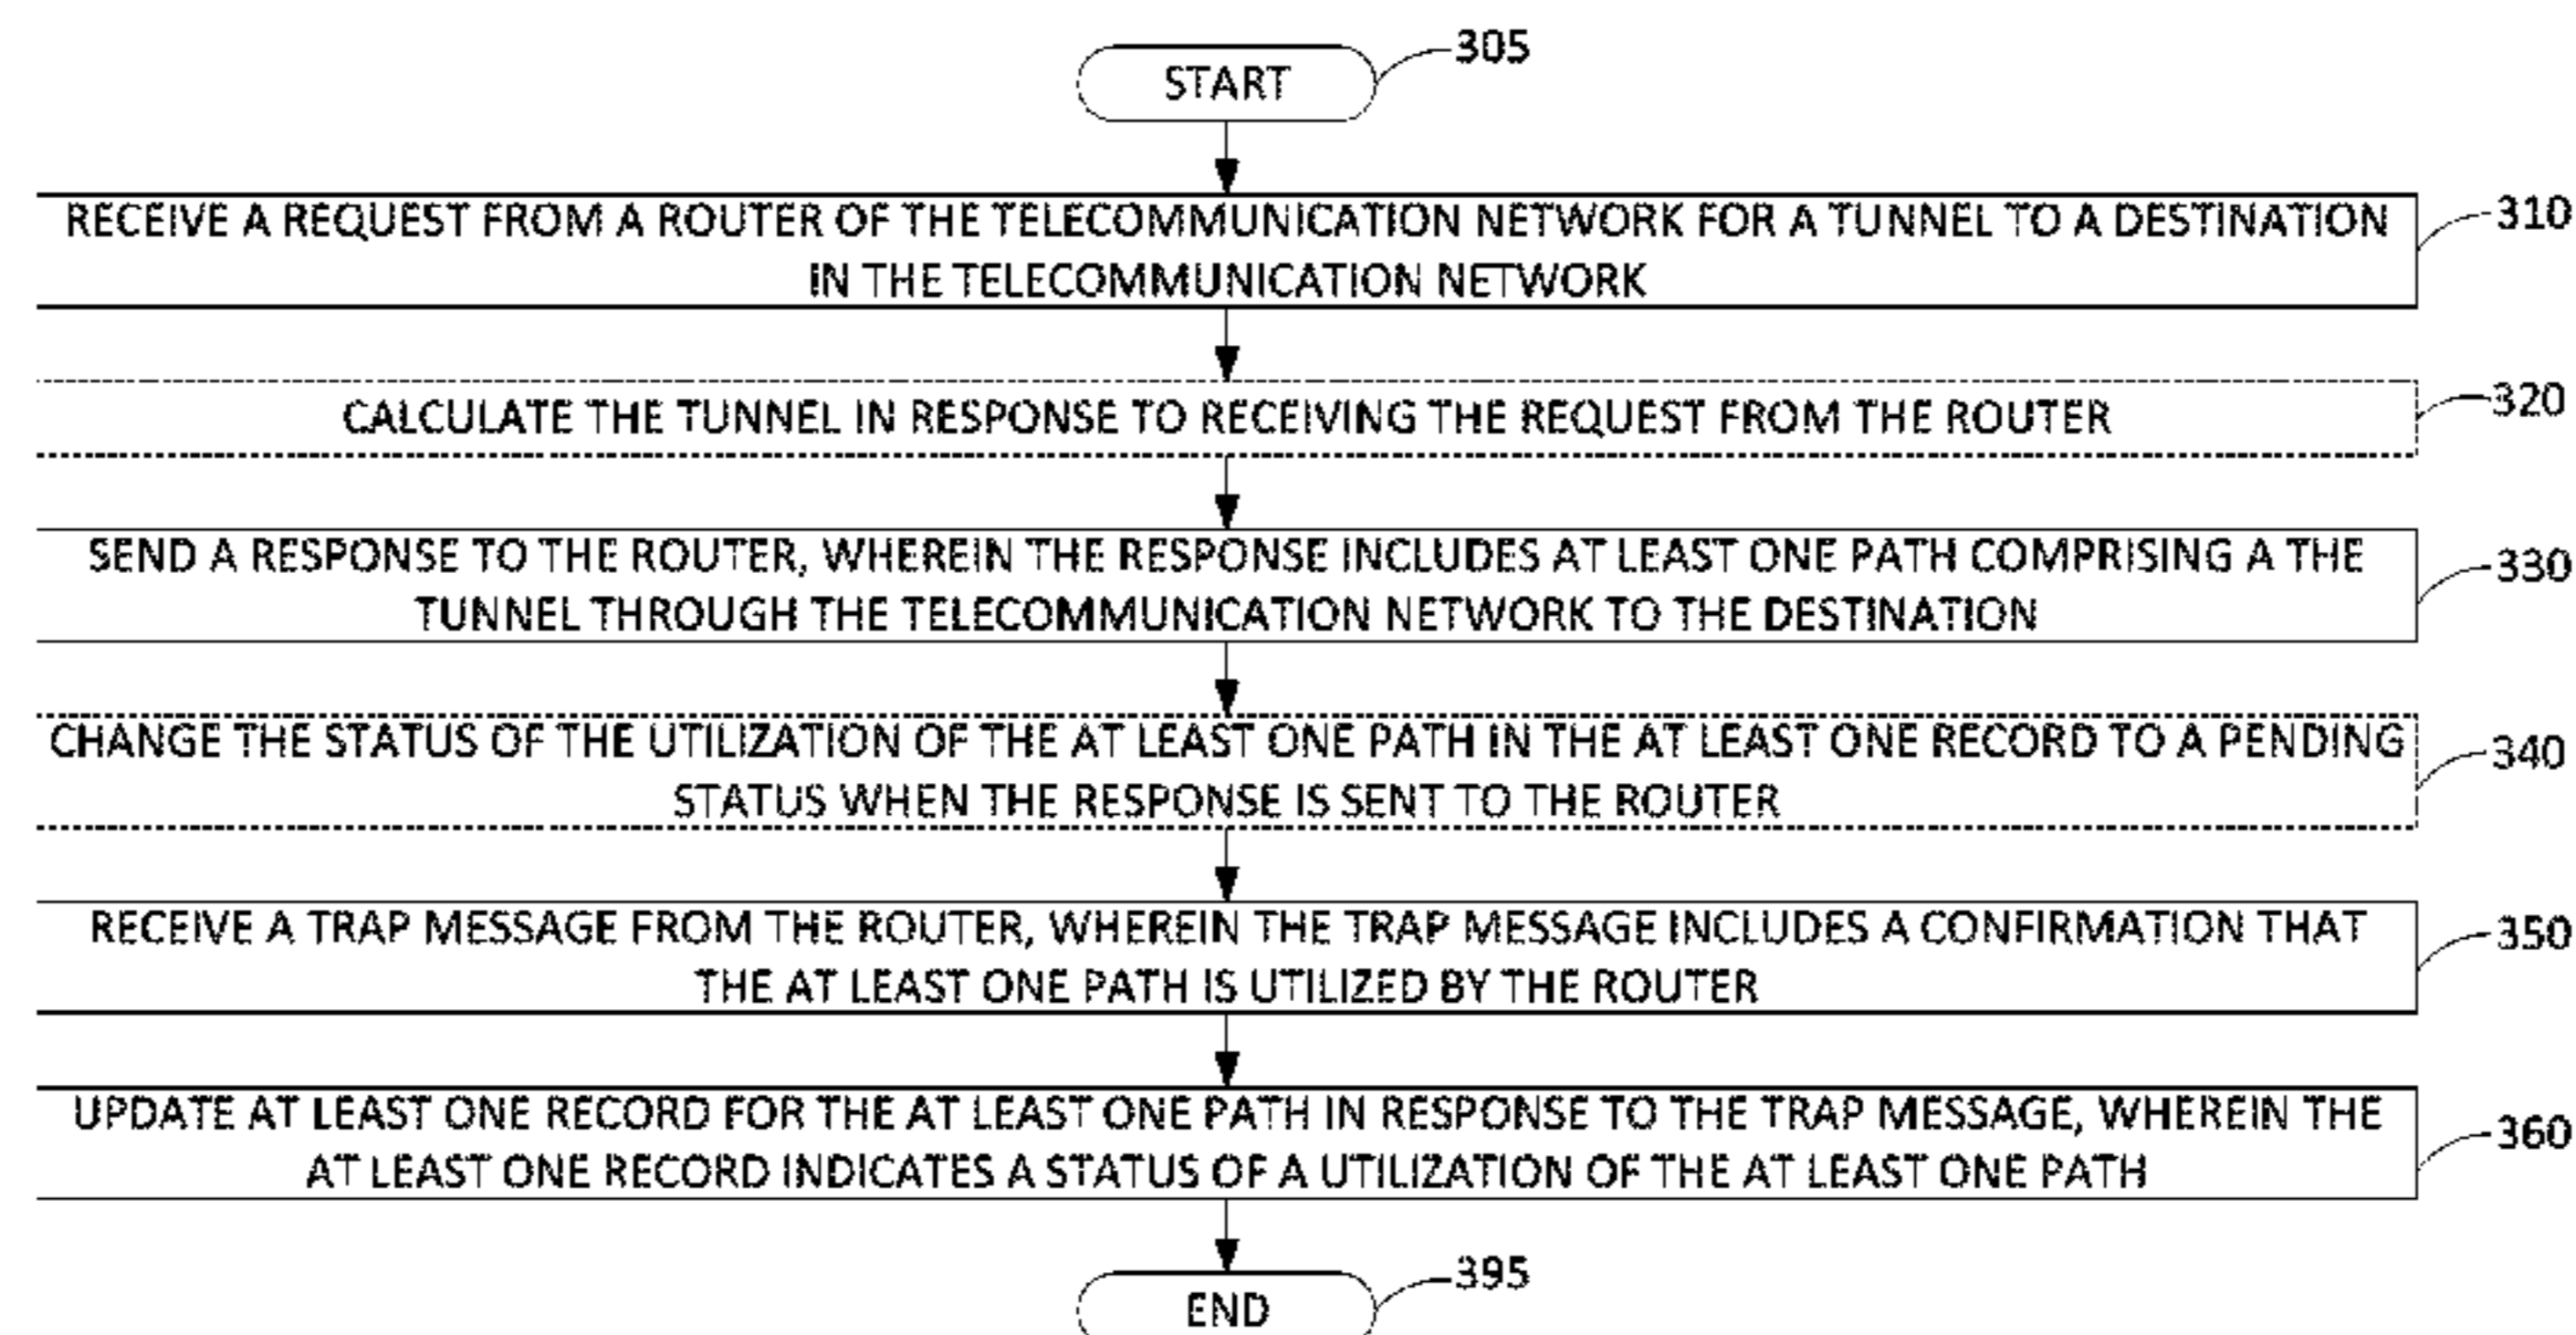 START
305
RECEIVE A REQUEST FROM A ROUTER OF THE TELECOMMUNICATION NETWORK FOR A TUNNEL TO A DESTINATION
IN THE TELECOMMUNICATION NETWORK
310
CALCULATE THE TUNNEL IN RESPONSE TO RECEIVING THE REQUEST FROM THE ROUTER
320
SEND A RESPONSE TO THE ROUTER, WHEREIN THE RESPONSE INCLUDES AT LEAST ONE PATH COMPRISING A THE
TUNNEL THROUGH THE TELECOMMUNICATION NETWORK TO THE DESTINATION
330
CHANGE THE STATUS OF THE UTILIZATION OF THE AT LEAST ONE PATH IN THE AT LEAST ONE RECORD TO A PENDING
STATUS WHEN THE RESPONSE IS SENT TO THE ROUTER
340
RECEIVE A TRAP MESSAGE FROM THE ROUTER, WHEREIN THE TRAP MESSAGE INCLUDES A CONFIRMATION THAT
THE AT LEAST ONE PATH IS UTILIZED BY THE ROUTER
350
UPDATE AT LEAST ONE RECORD FOR THE AT LEAST ONE PATH IN RESPONSE TO THE TRAP MESSAGE, WHEREIN THE
AT LEAST ONE RECORD INDICATES A STATUS OF A UTILIZATION OF THE AT LEAST ONE PATH
360
END
395